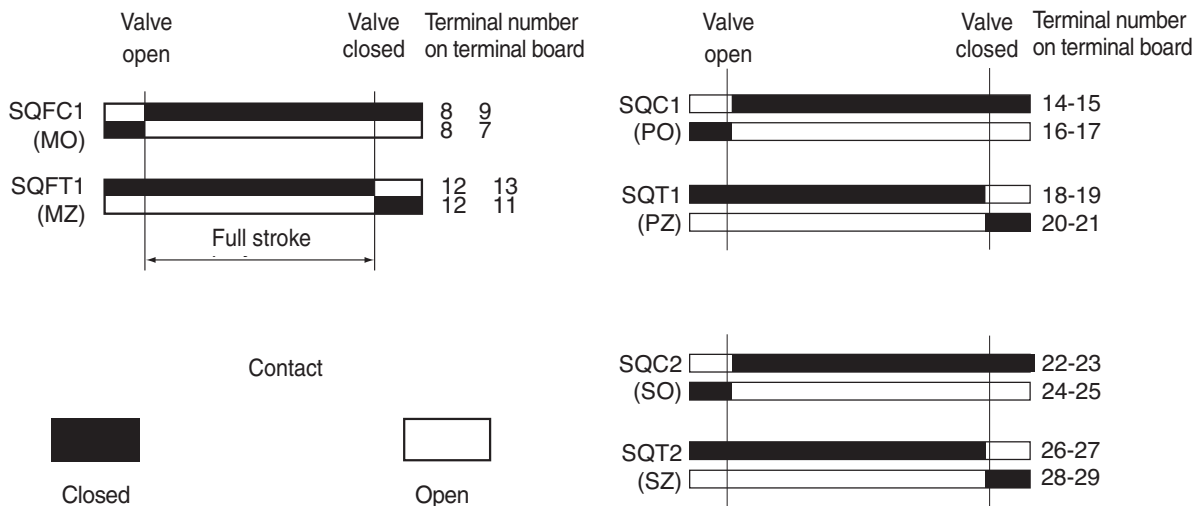 Valve open
Valve closed
Terminal number on terminal board
SQFC1
(MO)
8 9
8 7
SQFT1
(MZ)
12 13
12 11
Full stroke
Contact
Closed
Open
Valve open
Valve closed
Terminal number on terminal board
SQC1
(PO)
14-15
16-17
SQT1
(PZ)
18-19
20-21
SQC2
(SO)
22-23
24-25
SQT2
(SZ)
26-27
28-29